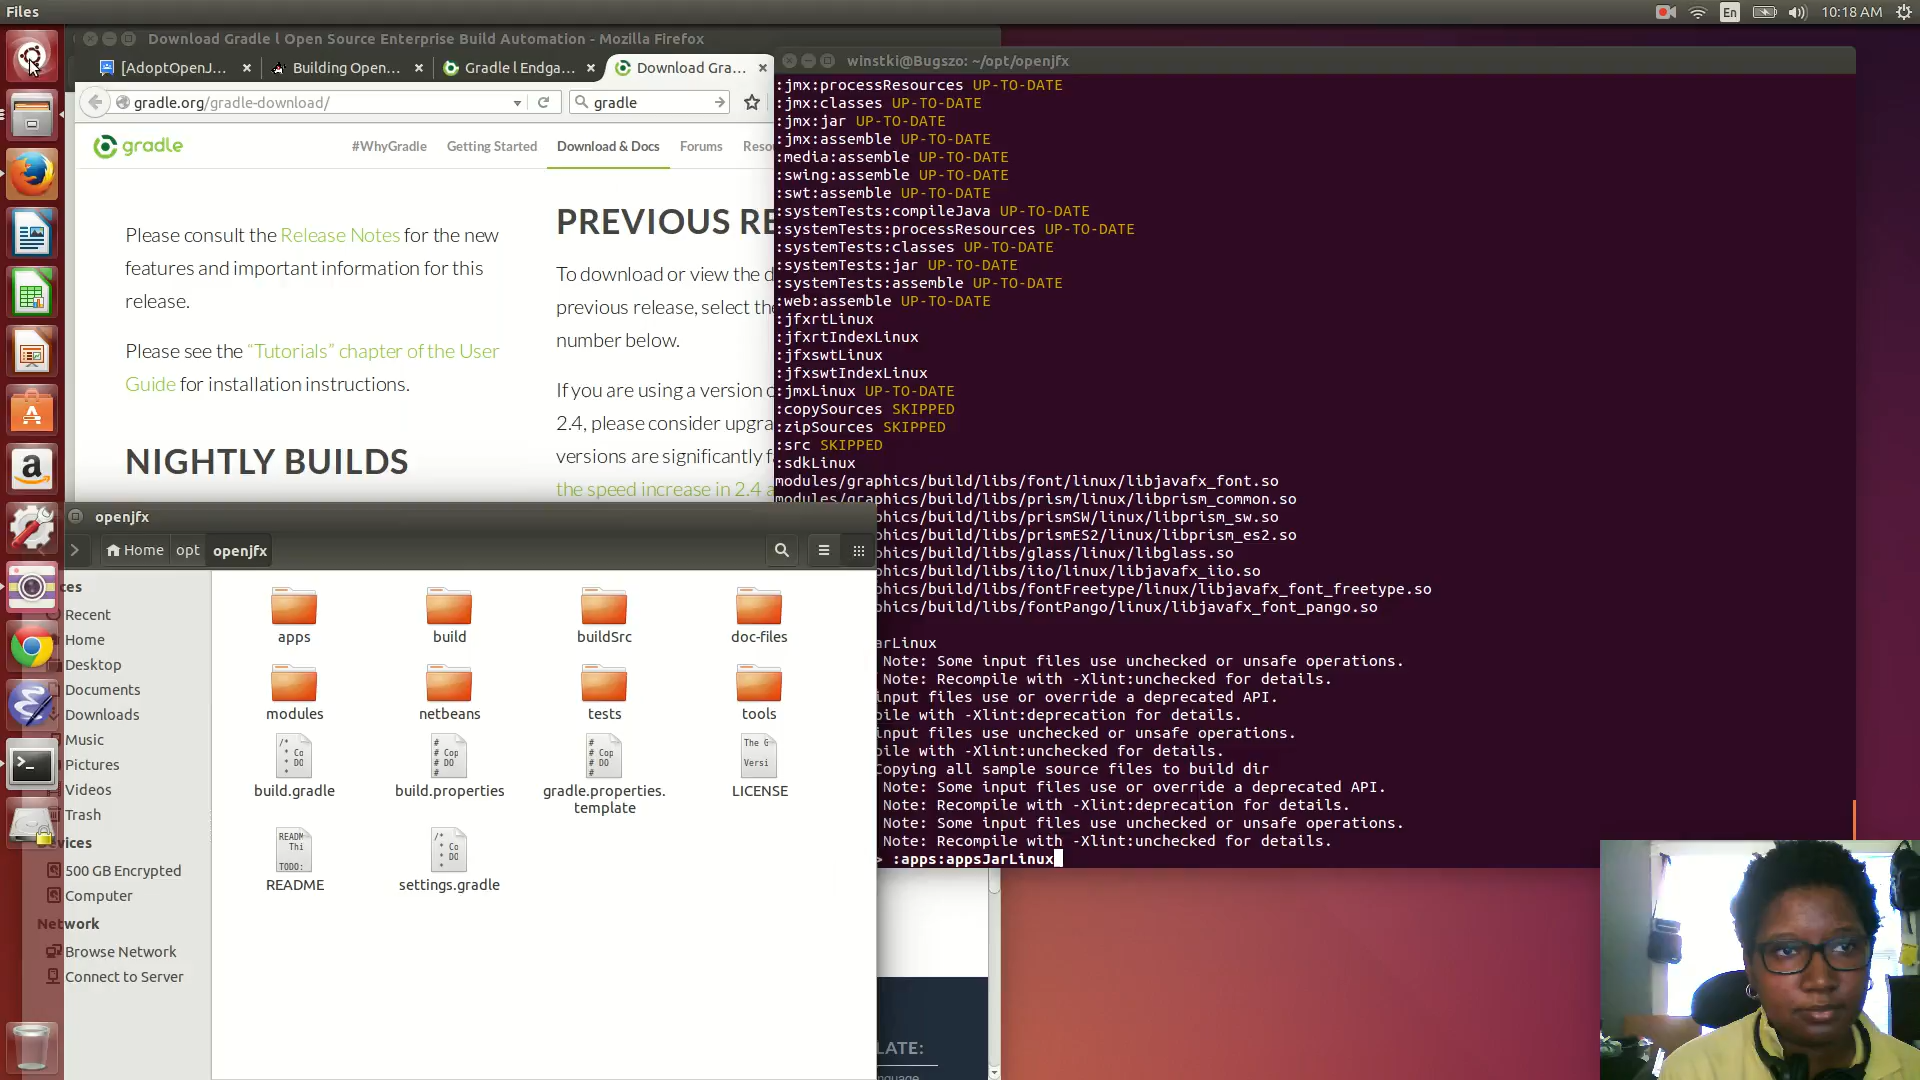 Files
En
10:18 AM
Download Gradle l Open Source Enterprise Build Automation - Mozilla Firefox
[AdoptOpenJ...
Building Open...
Gradle l Endga...
Download Gra...
gradle.org/gradle-download/
gradle
gradle
#WhyGradle
Getting Started
Download & Docs
Forums
Reso
Please consult the Release Notes for the new
features and important information for this
release.
Please see the “Tutorials” chapter of the User
Guide for installation instructions.
NIGHTLY BUILDS
PREVIOUS RE
To download or view the d
previous release, select the
number below.
If you are using a version o
2.4, please consider upgra
versions are significantly fa
the speed increase in 2.4 a
winstki@Bugszo: ~/opt/openjfx
:jmx:processResources UP-TO-DATE
:jmx:classes UP-TO-DATE
:jmx:jar UP-TO-DATE
:jmx:assemble UP-TO-DATE
:media:assemble UP-TO-DATE
:swing:assemble UP-TO-DATE
:swt:assemble UP-TO-DATE
:systemTests:compileJava UP-TO-DATE
:systemTests:processResources UP-TO-DATE
:systemTests:classes UP-TO-DATE
:systemTests:jar UP-TO-DATE
:systemTests:assemble UP-TO-DATE
:web:assemble UP-TO-DATE
:jfxrtLinux
:jfxrtIndexLinux
:jfxswtLinux
:jfxswtIndexLinux
:jmxLinux UP-TO-DATE
:copySources SKIPPED
:zipSources SKIPPED
:src SKIPPED
:sdkLinux
modules/graphics/build/libs/font/linux/libjavafx_font.so
modules/graphics/build/libs/prism/linux/libprism_common.so
phics/build/libs/prismSW/linux/libprism_sw.so
phics/build/libs/prismES2/linux/libprism_es2.so
phics/build/libs/glass/linux/libglass.so
phics/build/libs/iio/linux/libjavafx_iio.so
phics/build/libs/fontFreetype/linux/libjavafx_font_freetype.so
phics/build/libs/fontPango/linux/libjavafx_font_pango.so
arLinux
Note: Some input files use unchecked or unsafe operations.
Note: Recompile with -Xlint:unchecked for details.
input files use or override a deprecated API.
pile with -Xlint:deprecation for details.
input files use unchecked or unsafe operations.
pile with -Xlint:unchecked for details.
Copying all sample source files to build dir
Note: Some input files use or override a deprecated API.
Note: Recompile with -Xlint:deprecation for details.
Note: Some input files use unchecked or unsafe operations.
Note: Recompile with -Xlint:unchecked for details.
> :apps:appsJarLinux
openjfx
Home
opt
openjfx
ces
Recent
Home
Desktop
Documents
Downloads
Music
Pictures
Videos
Trash
evices
500 GB Encrypted
Computer
Network
Browse Network
Connect to Server
apps
build
buildSrc
doc-files
modules
netbeans
tests
tools
build.gradle
build.properties
gradle.properties.
template
LICENSE
README
settings.gradle
LATE: